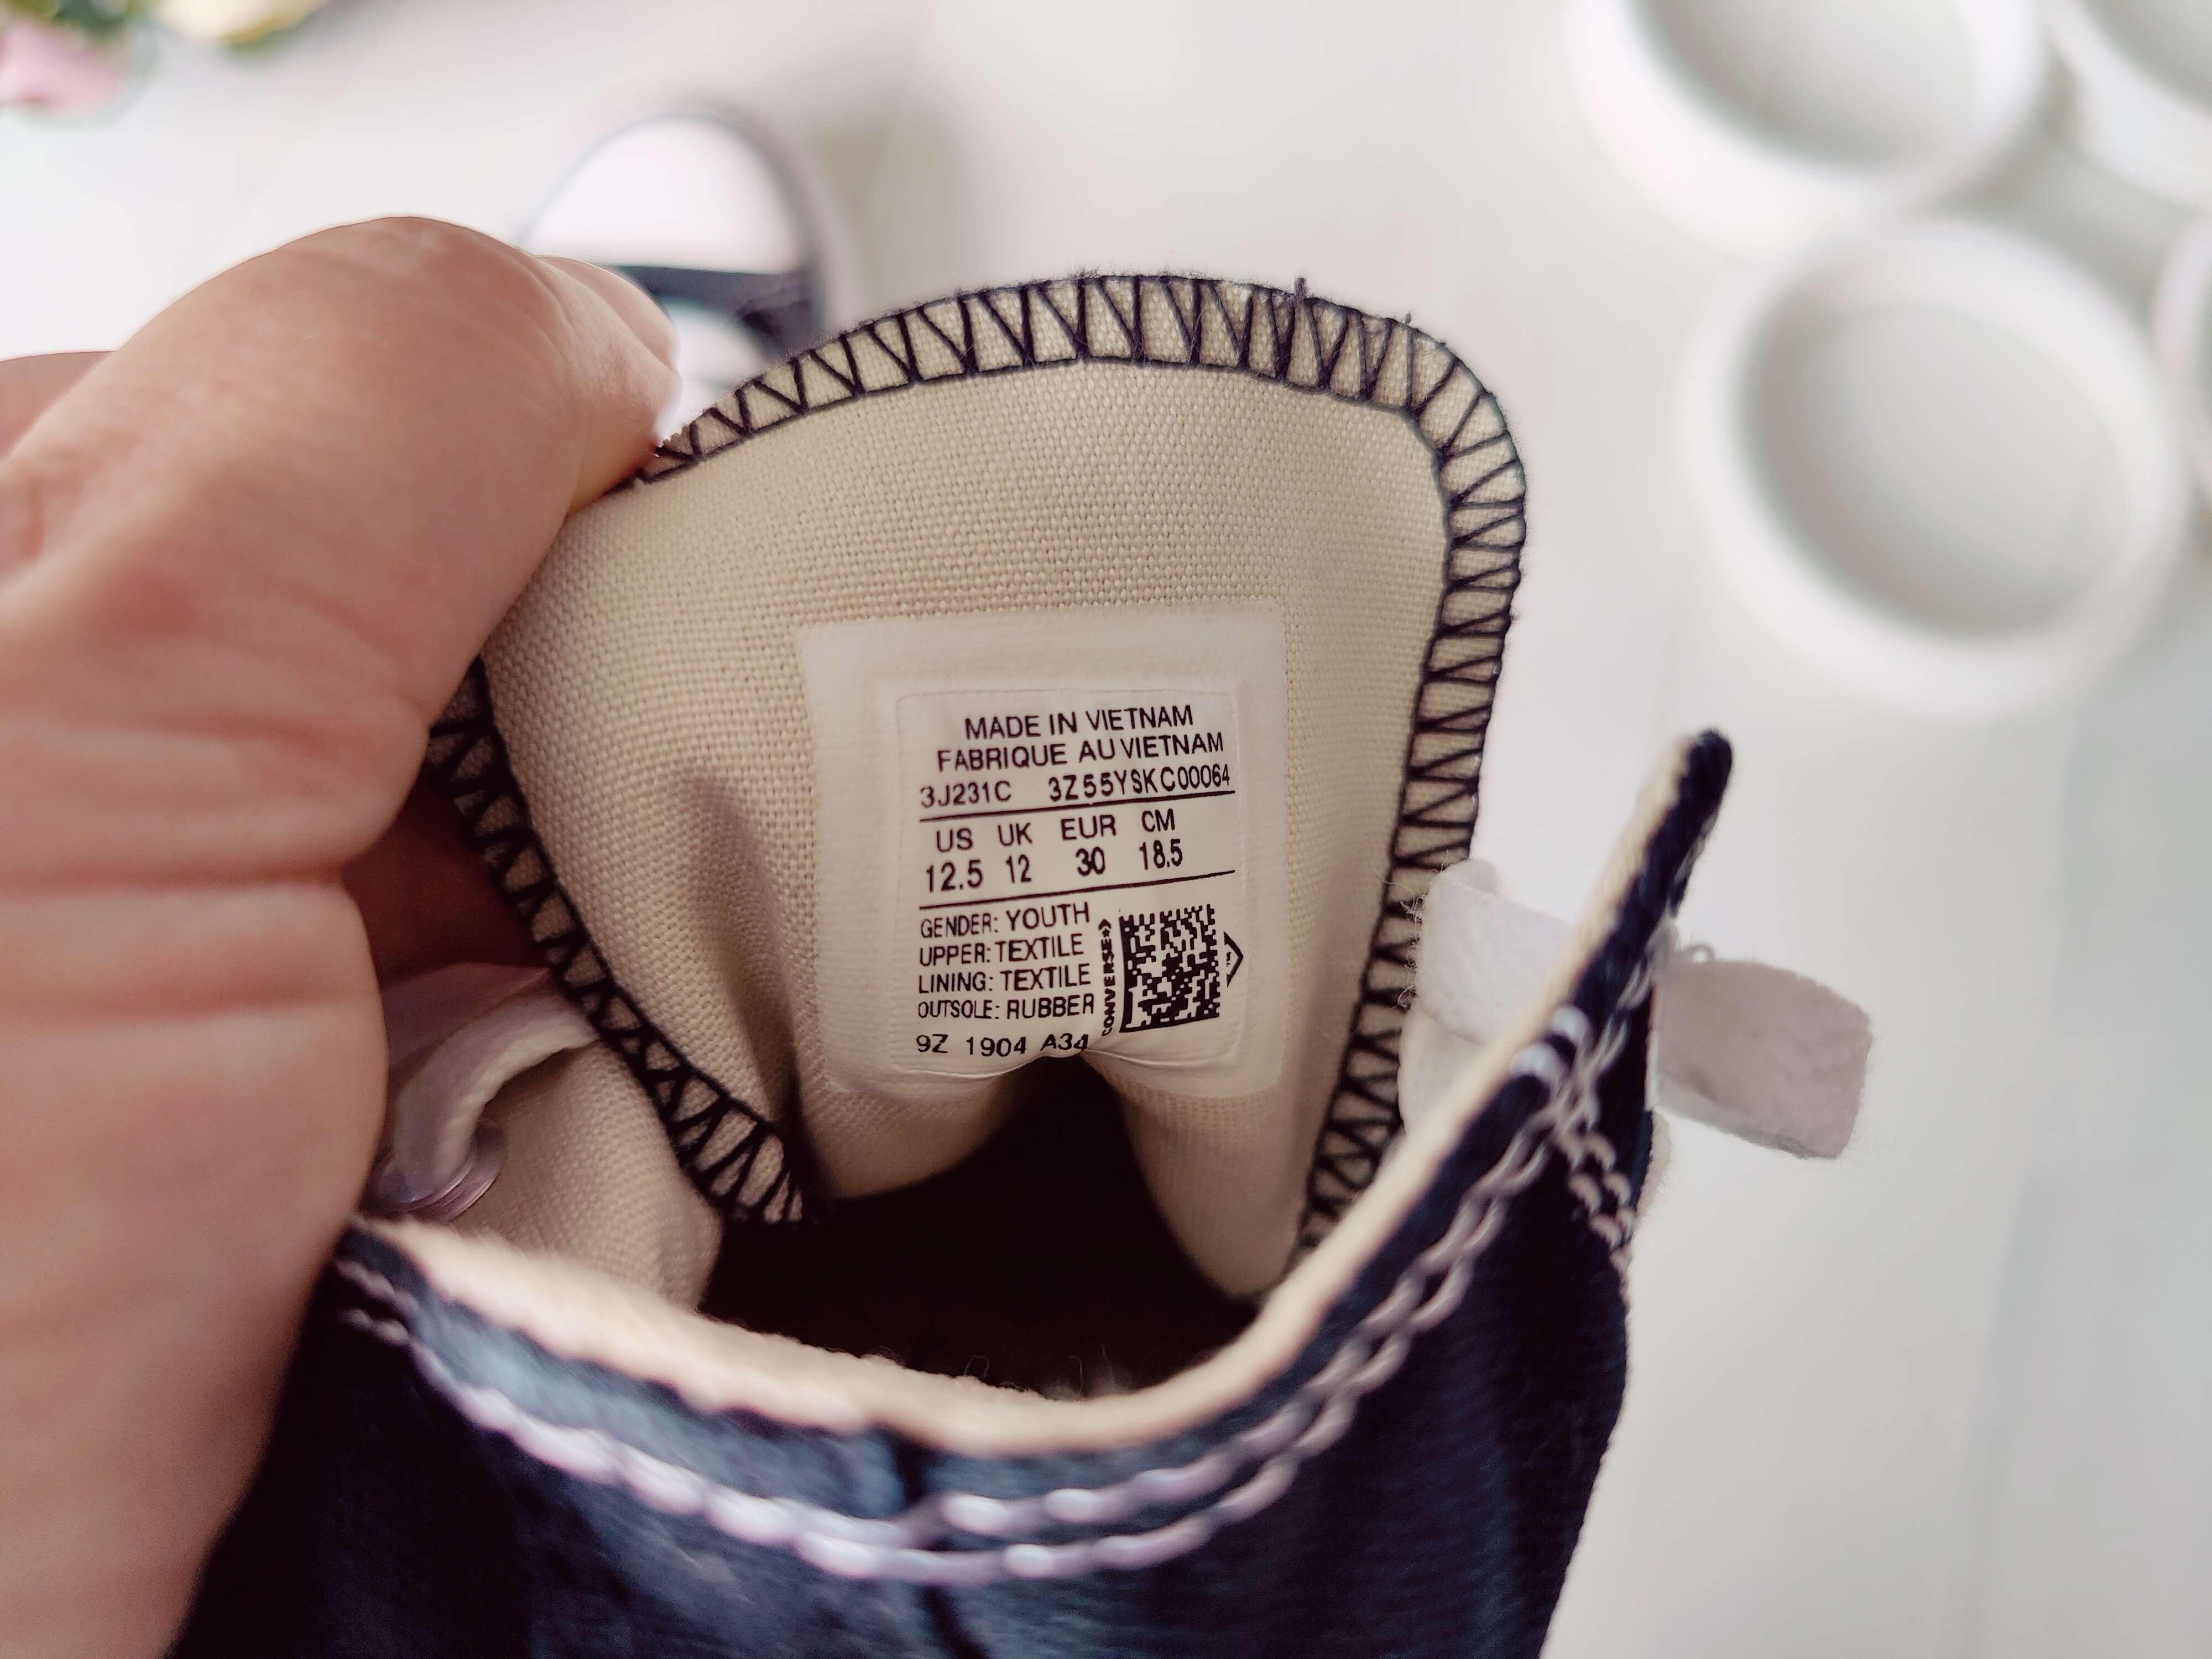 MADE IN VIETNAM
FABRIQUE AU VIETNAM
3J231C 3Z55YSKC00064
US UK EUR CM
12.5 12 30 18.5
GENDER: YOUTH
UPPER: TEXTILE
LINING: TEXTILE
OUTSOLE: RUBBER
CONVERSE
9Z 1904 A34